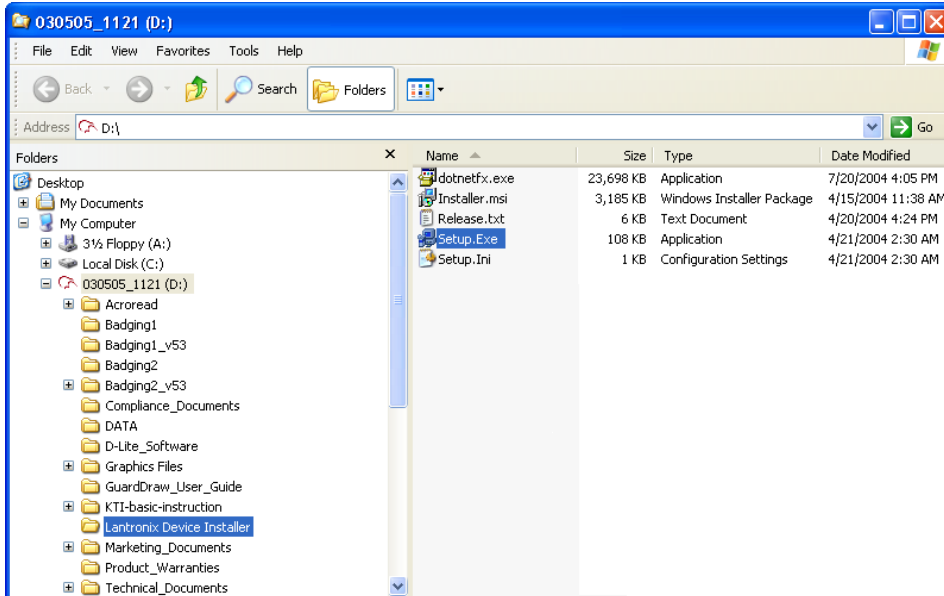 030505_1121 (D:)
File Edit View Favorites Tools Help
Back Search Folders
Address D:\ Go
Folders
Name Size Type Date Modified
Desktop
My Documents
My Computer
3½ Floppy (A:)
Local Disk (C:)
030505_1121 (D:)
Acroread
Badging1
Badging1_v53
Badging2
Badging2_v53
Compliance_Documents
DATA
D-Lite_Software
Graphics Files
GuardDraw_User_Guide
KTI-basic-instruction
Lantronix Device Installer
Marketing_Documents
Product_Warranties
Technical_Documents
dotnetfx.exe 23,698 KB Application 7/20/2004 4:05 PM
Installer.msi 3,185 KB Windows Installer Package 4/15/2004 11:38 AM
Release.txt 6 KB Text Document 4/20/2004 4:24 PM
Setup.Exe 108 KB Application 4/21/2004 2:30 AM
Setup.Ini 1 KB Configuration Settings 4/21/2004 2:30 AM